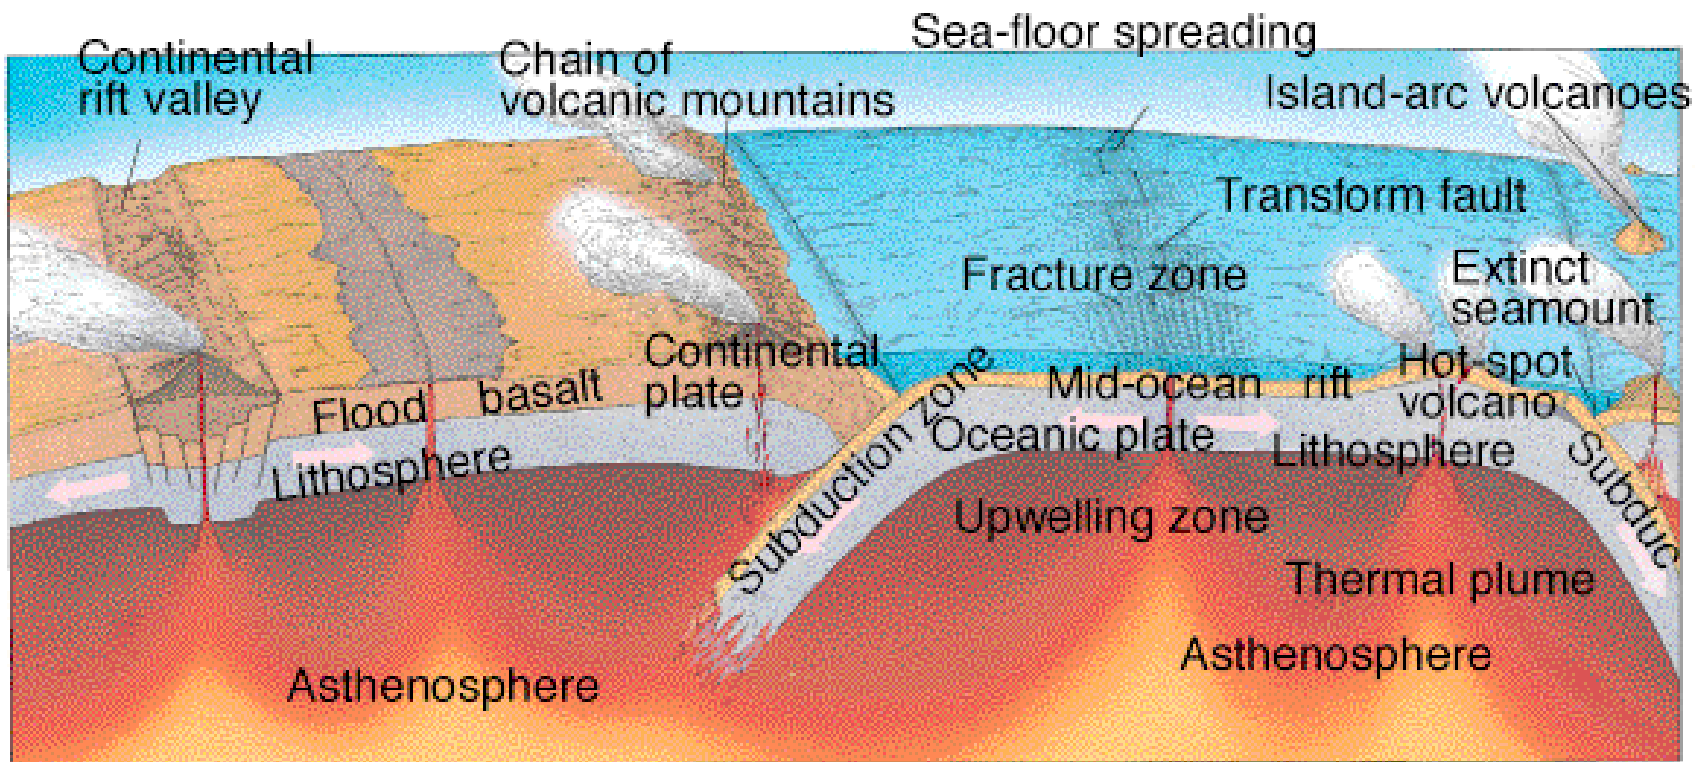 Sea-floor spreading
Continental
rift valley
Chain of
volcanic mountains
Island-arc volcanoes
Transform fault
Fracture zone
Extinct
seamount
Continental
plate
Hot-spot
volcano
Mid-ocean rift
Flood basalt
Oceanic plate
Lithosphere
Lithosphere
Subduction zone
Subduc
Upwelling zone
Thermal plume
Asthenosphere
Asthenosphere